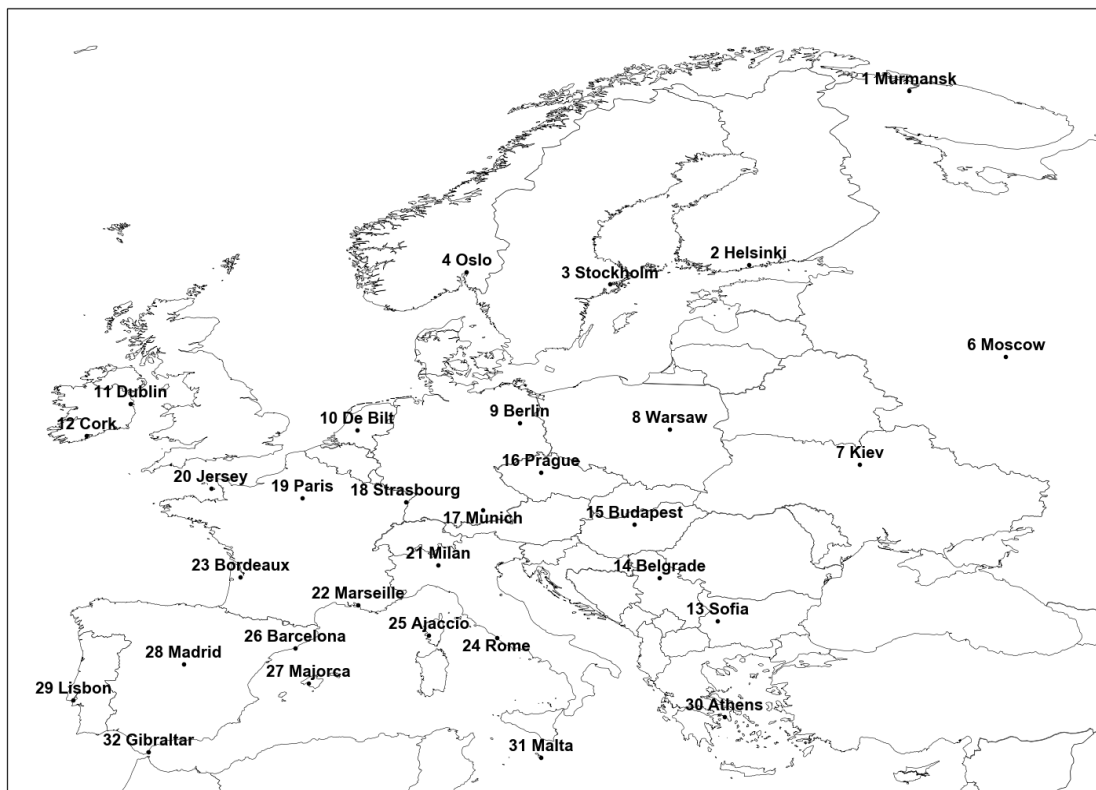 1 Murmansk
2 Helsinki
4 Oslo
3 Stockholm
6 Moscow
11 Dublin
9 Berlin
10 De Bilt
8 Warsaw
12 Cork
7 Kiev
16 Prague
20 Jersey
19 Paris
18 Strasbourg
17 Munich
15 Budapest
21 Milan
23 Bordeaux
14 Belgrade
22 Marseille
13 Sofia
25 Ajaccio
26 Barcelona
24 Rome
28 Madrid
27 Majorca
29 Lisbon
30 Athens
32 Gibraltar
31 Malta